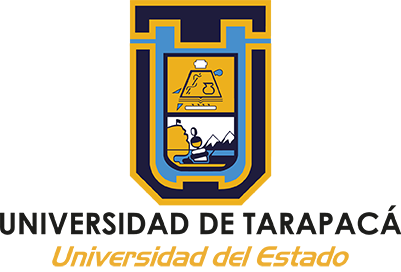 UNIVERSIDAD DE TARAPACÁ
Universidad del Estado